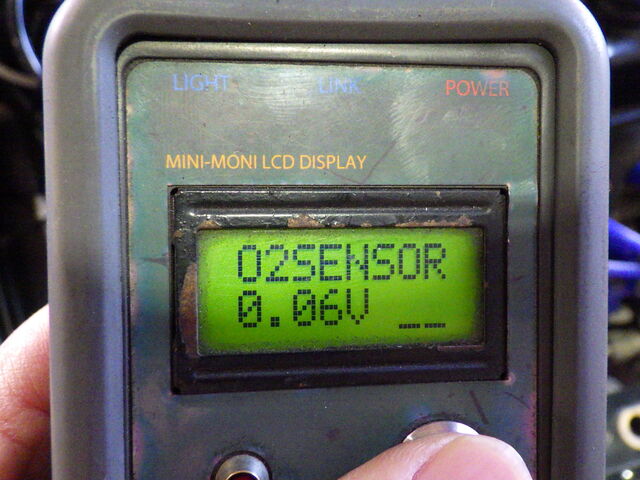 LIGHT LINK POWER
MINI-MONI LCD DISPLAY
O2SENSOR
0.06V __